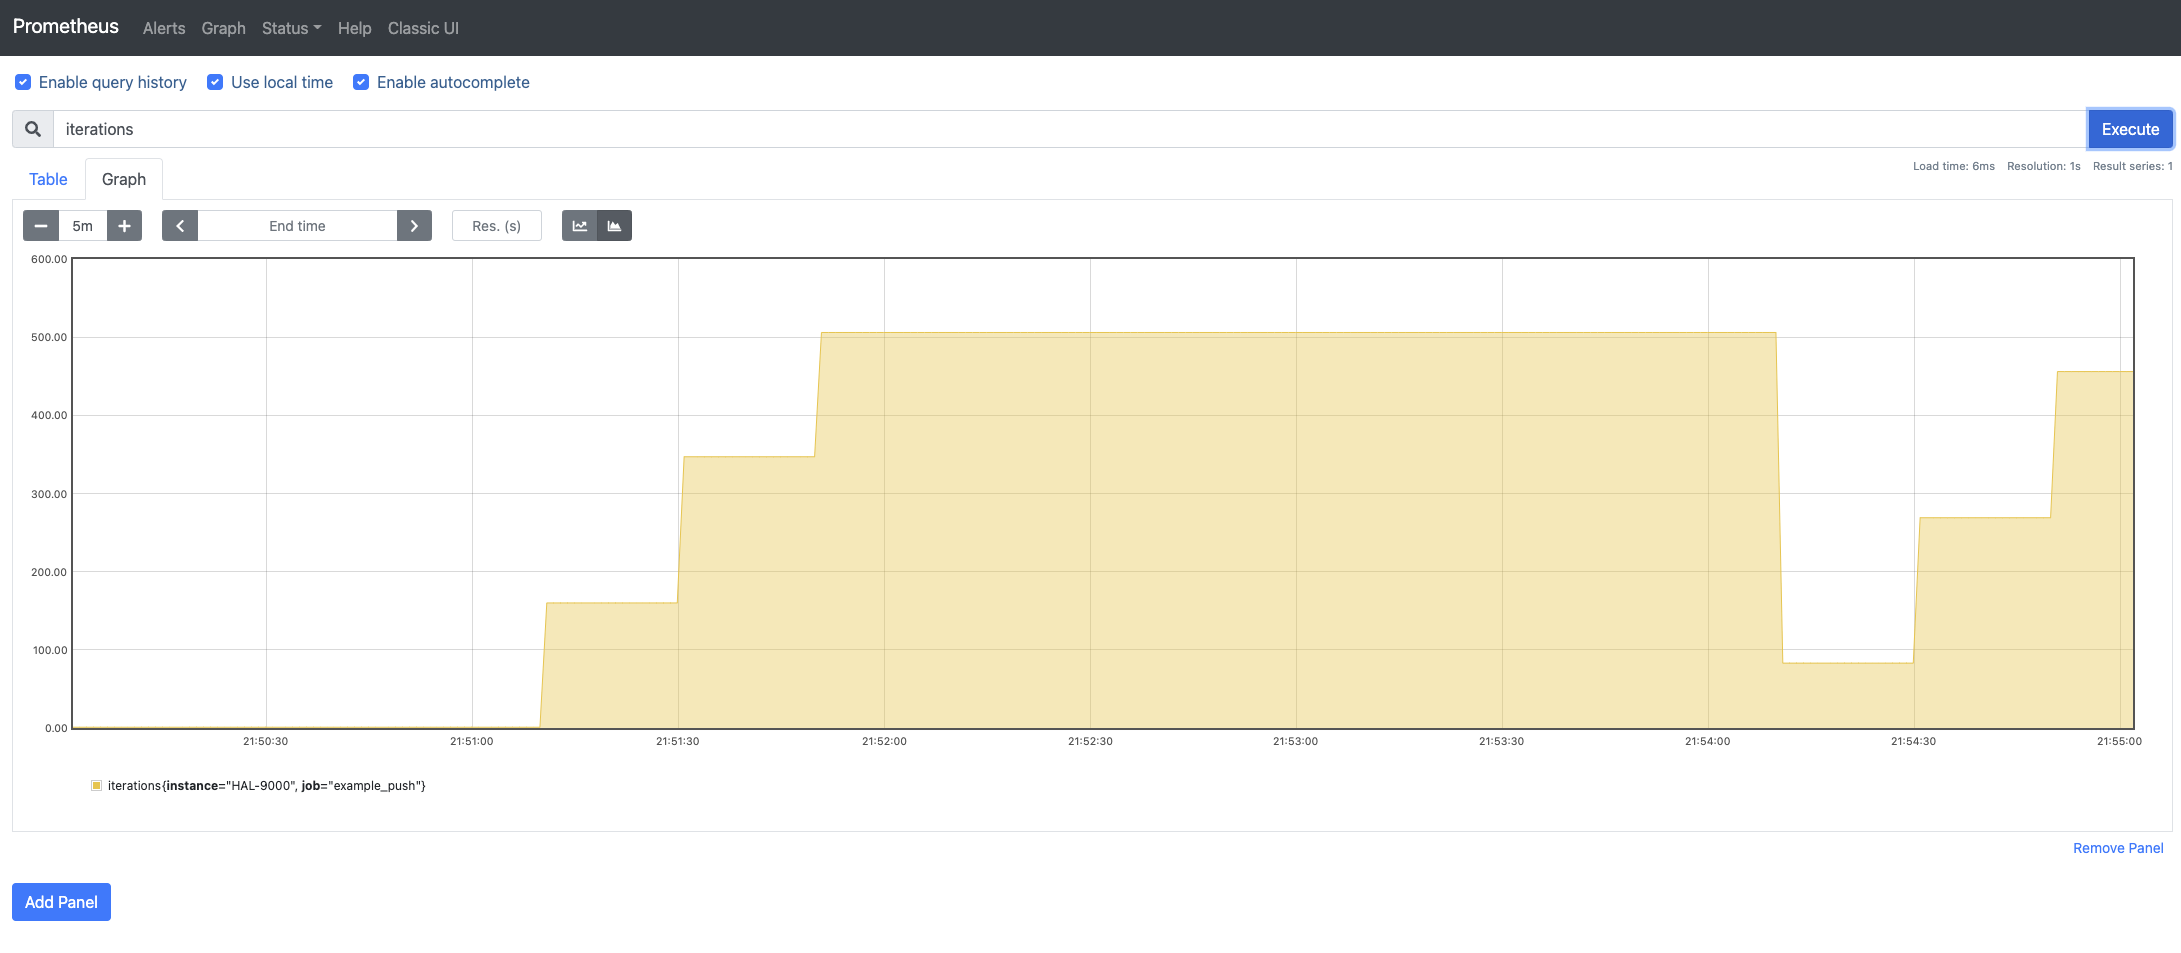 Prometheus Alerts Graph Status Help Classic UI
Enable query history Use local time Enable autocomplete
iterations Execute
Load time: 6ms Resolution: 1s Result series: 1
Table Graph
5m End time Res. (s)
600.00
500.00
400.00
300.00
200.00
100.00
0.00
21:50:30 21:51:00 21:51:30 21:52:00 21:52:30 21:53:00 21:53:30 21:54:00 21:54:30 21:55:00
iterations{instance="HAL-9000", job="example_push"}
Remove Panel
Add Panel